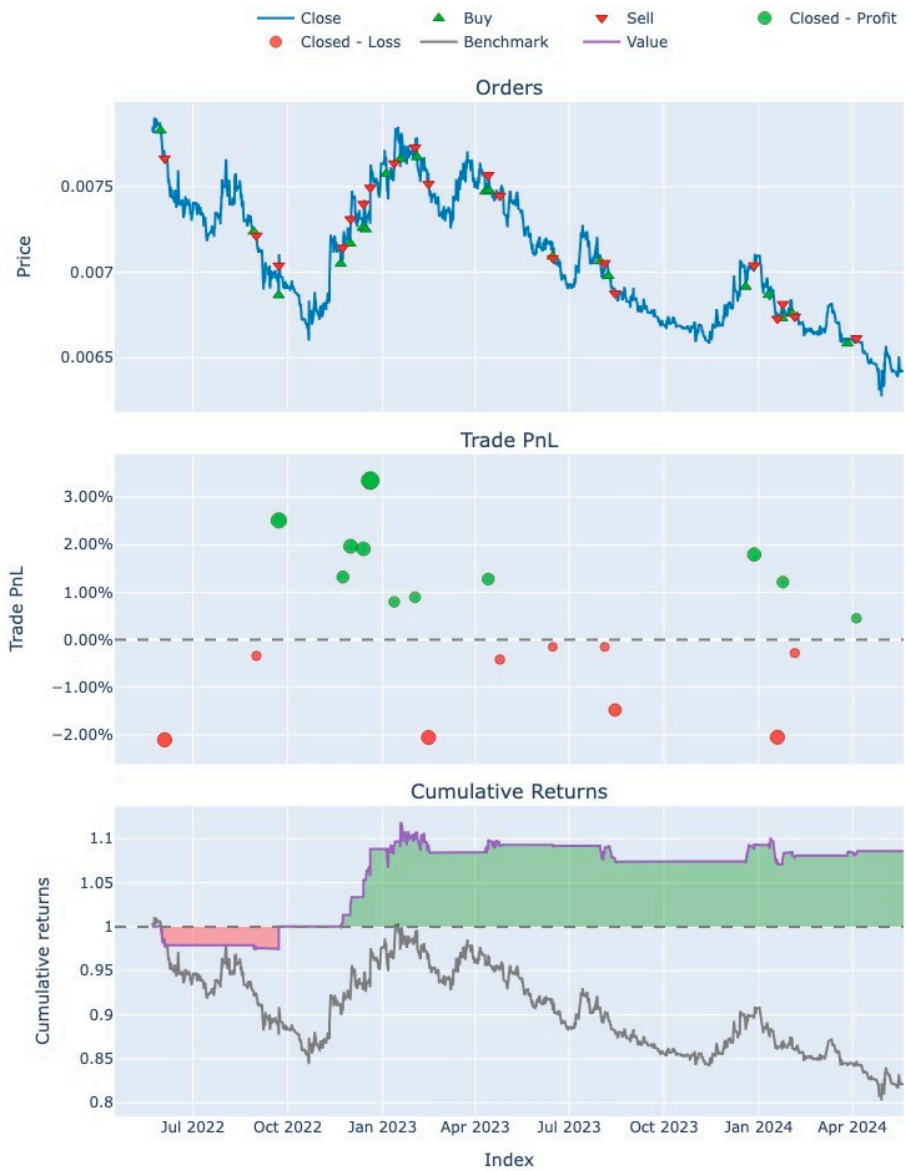 Close Buy Sell Closed - Profit
Closed - Loss Benchmark Value
Orders
0.0075
0.007
0.0065
Price
Trade PnL
3.00%
2.00%
1.00%
0.00%
−1.00%
−2.00%
Trade PnL
Cumulative Returns
1.1
1.05
1
0.95
0.9
0.85
0.8
Cumulative returns
Jul 2022 Oct 2022 Jan 2023 Apr 2023 Jul 2023 Oct 2023 Jan 2024 Apr 2024
Index